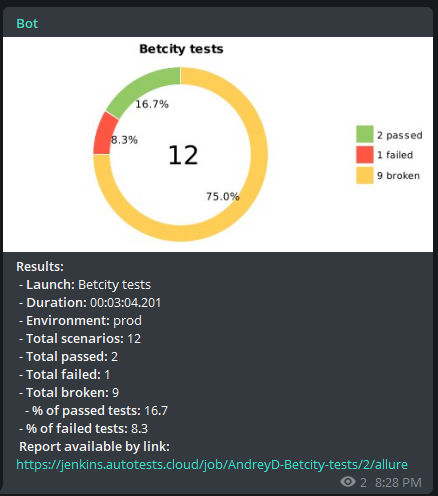 Bot
Betcity tests
16.7%
8.3%
12
75.0%
2 passed
1 failed
9 broken
Results:
- Launch: Betcity tests
- Duration: 00:03:04.201
- Environment: prod
- Total scenarios: 12
- Total passed: 2
- Total failed: 1
- Total broken: 9
- % of passed tests: 16.7
- % of failed tests: 8.3
Report available by link:
https://jenkins.autotests.cloud/job/AndreyD-Betcity-tests/2/allure
2 8:28 PM